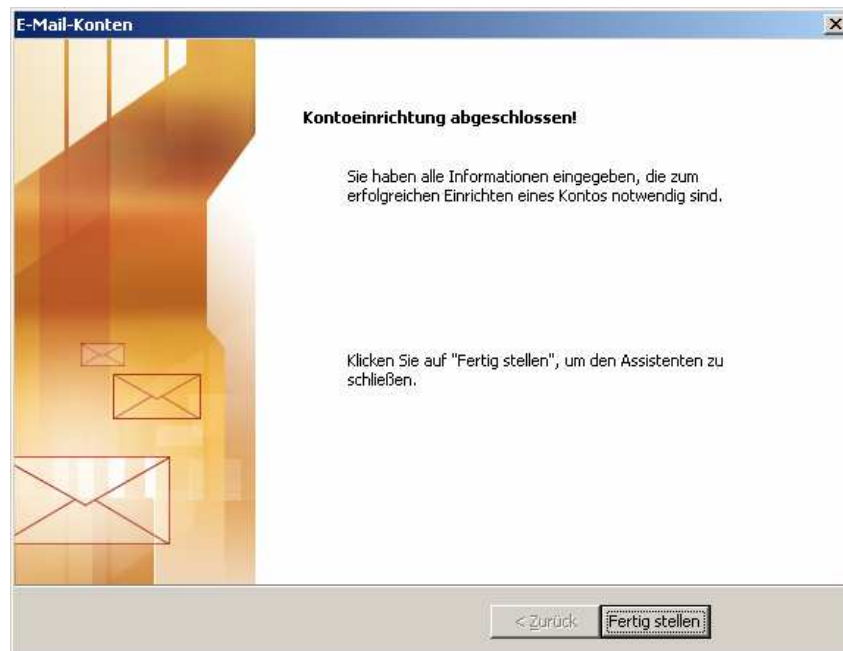 E-Mail-Konten
Kontoeinrichtung abgeschlossen!
Sie haben alle Informationen eingegeben, die zum
erfolgreichen Einrichten eines Kontos notwendig sind.
Klicken Sie auf "Fertig stellen", um den Assistenten zu
schließen.
< Zurück
Fertig stellen